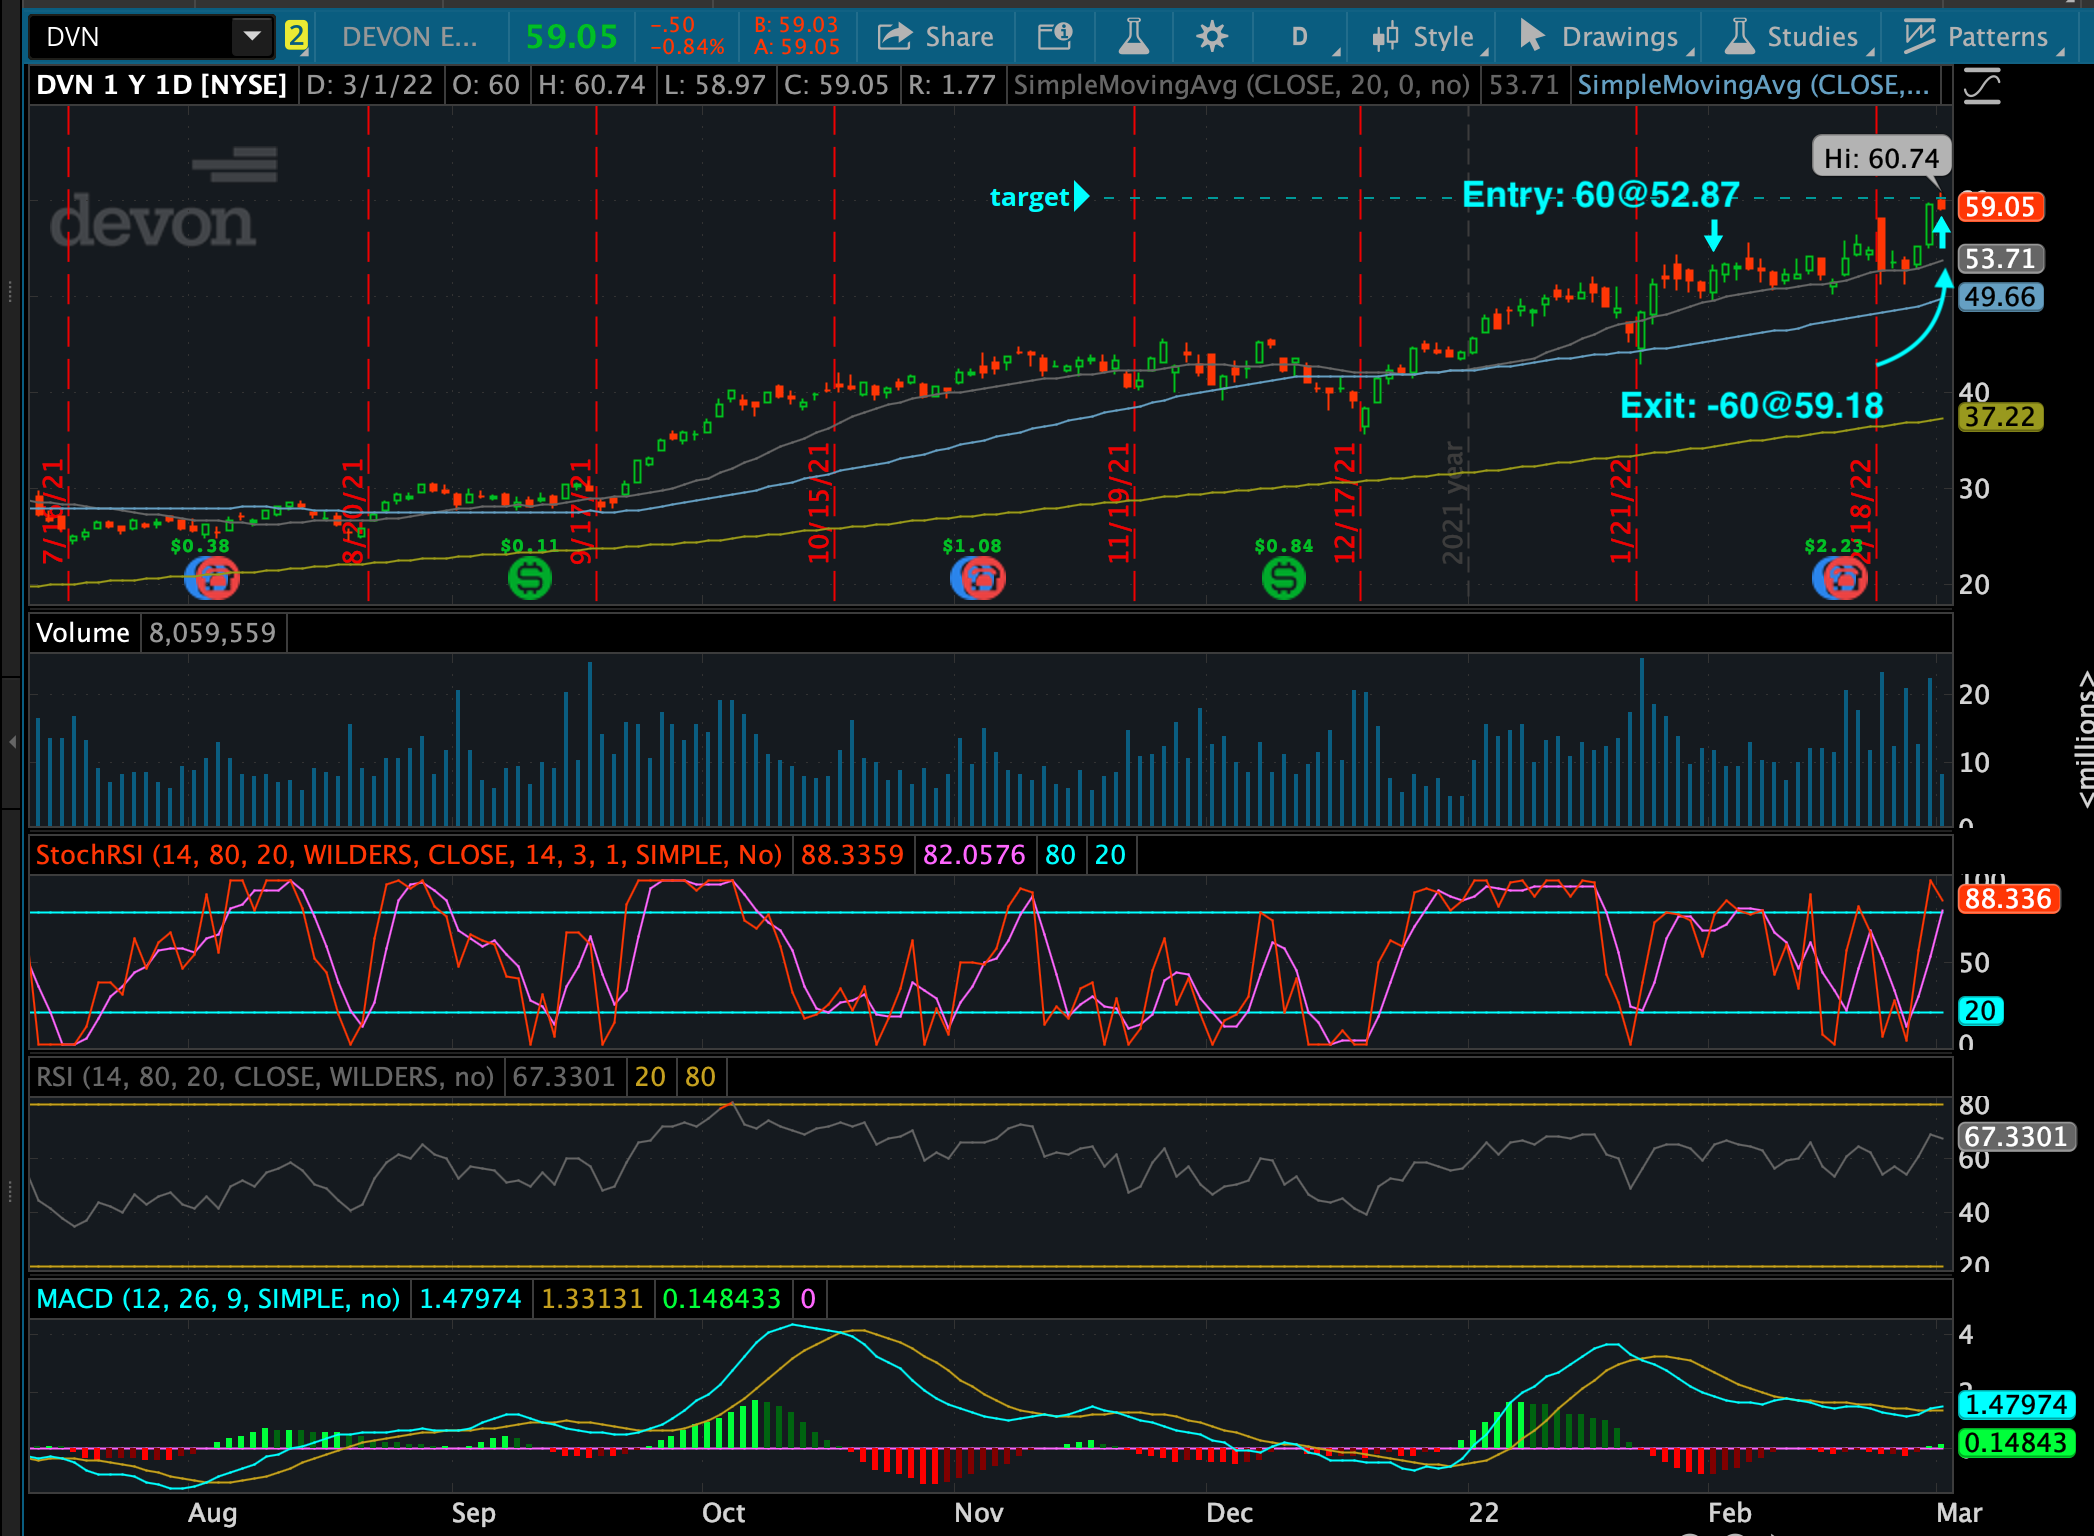 DVN
2
DEVON E...
59.05
-.50
-0.84%
B: 59.03
A: 59.05
Share
D
Style
Drawings
Studies
Patterns
DVN 1 Y 1D [NYSE]
D: 3/1/22
O: 60
H: 60.74
L: 58.97
C: 59.05
R: 1.77
SimpleMovingAvg (CLOSE, 20, 0, no)
53.71
SimpleMovingAvg (CLOSE,...
devon
Hi: 60.74
target
Entry: 60@52.87
59.05
53.71
49.66
Exit: -60@59.18
40
37.22
30
20
8/20/21
9/17/21
10/15/21
11/19/21
12/17/21
2021 year
1/21/22
2/18/22
$0.38
$0.11
$1.08
$0.84
$2.23
Volume
8,059,559
20
10
0
<millions>
StochRSI (14, 80, 20, WILDERS, CLOSE, 14, 3, 1, SIMPLE, No)
88.3359
82.0576
80
20
100
88.336
50
20
0
RSI (14, 80, 20, CLOSE, WILDERS, no)
67.3301
20
80
80
67.3301
60
40
20
MACD (12, 26, 9, SIMPLE, no)
1.47974
1.33131
0.148433
0
4
2
1.47974
0.14843
Aug
Sep
Oct
Nov
Dec
22
Feb
Mar